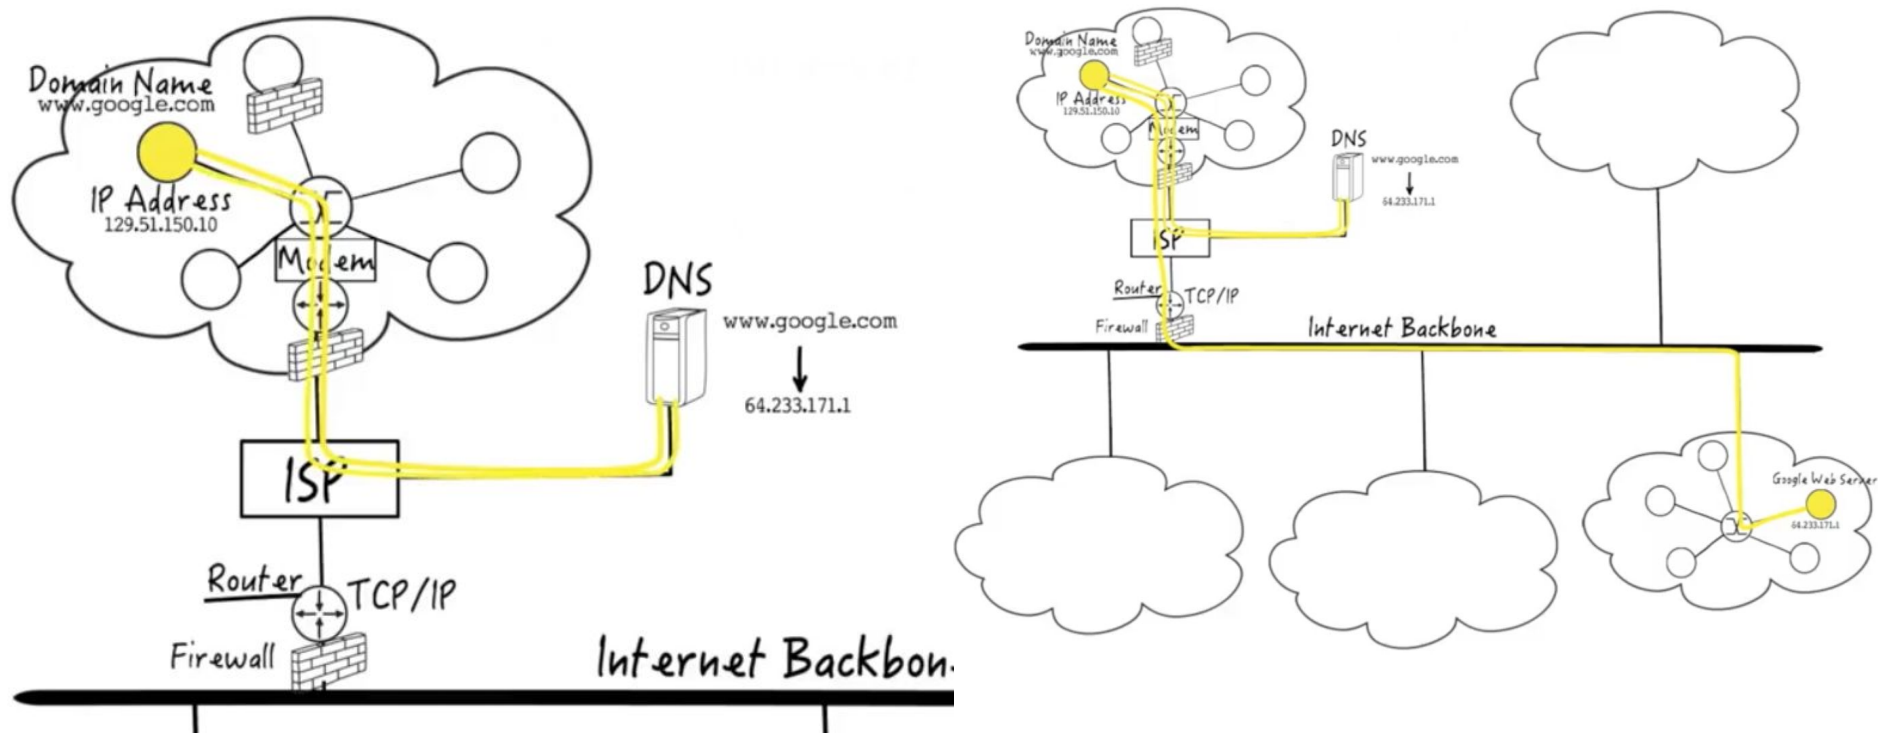 Domain Name
www.google.com
IP Address
129.51.150.10
Modem
DNS
www.google.com
64.233.171.1
ISP
Router
TCP/IP
Firewall
Internet Backbon
Domain Name
www.google.com
IP Address
129.51.150.10
Modem
DNS
www.google.com
64.233.171.1
ISP
Router
TCP/IP
Firewall
Internet Backbone
Google Web Server
64.233.171.1